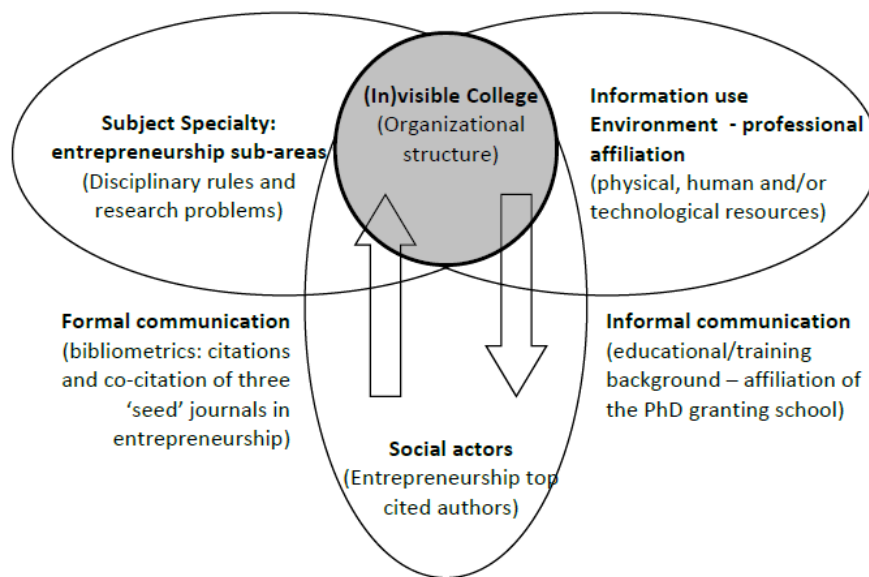 (In)visible College
(Organizational
structure)
Subject Specialty:
entrepreneurship sub-areas
(Disciplinary rules and
research problems)
Information use
Environment - professional
affiliation
(physical, human and/or
technological resources)
Formal communication
(bibliometrics: citations
and co-citation of three
‘seed’ journals in
entrepreneurship)
Informal communication
(educational/training
background – affiliation of
the PhD granting school)
Social actors
(Entrepreneurship top
cited authors)